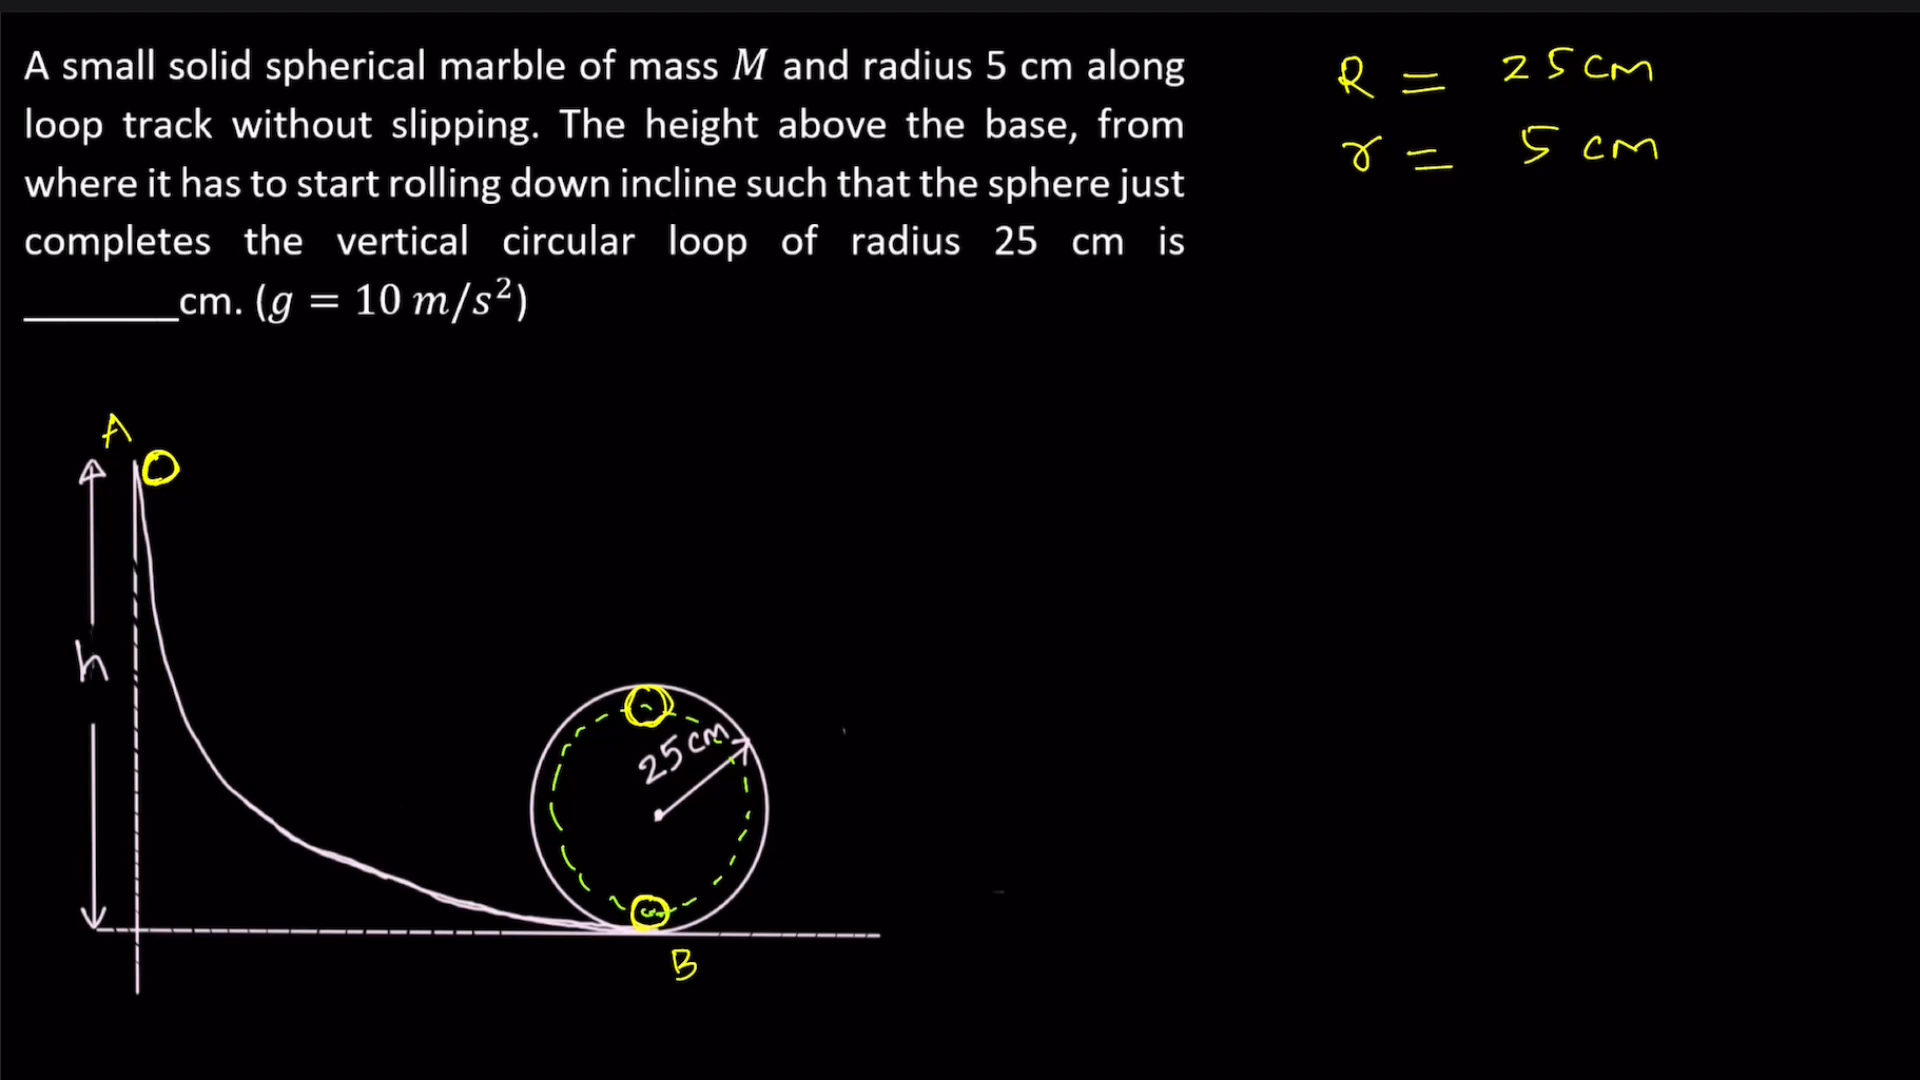 A small solid spherical marble of mass M and radius 5 cm along
loop track without slipping. The height above the base, from
where it has to start rolling down incline such that the sphere just
completes the vertical circular loop of radius 25 cm is
_______cm. (g = 10 m/s²)
R = 25 cm
r = 5 cm
A
h
25 cm
B